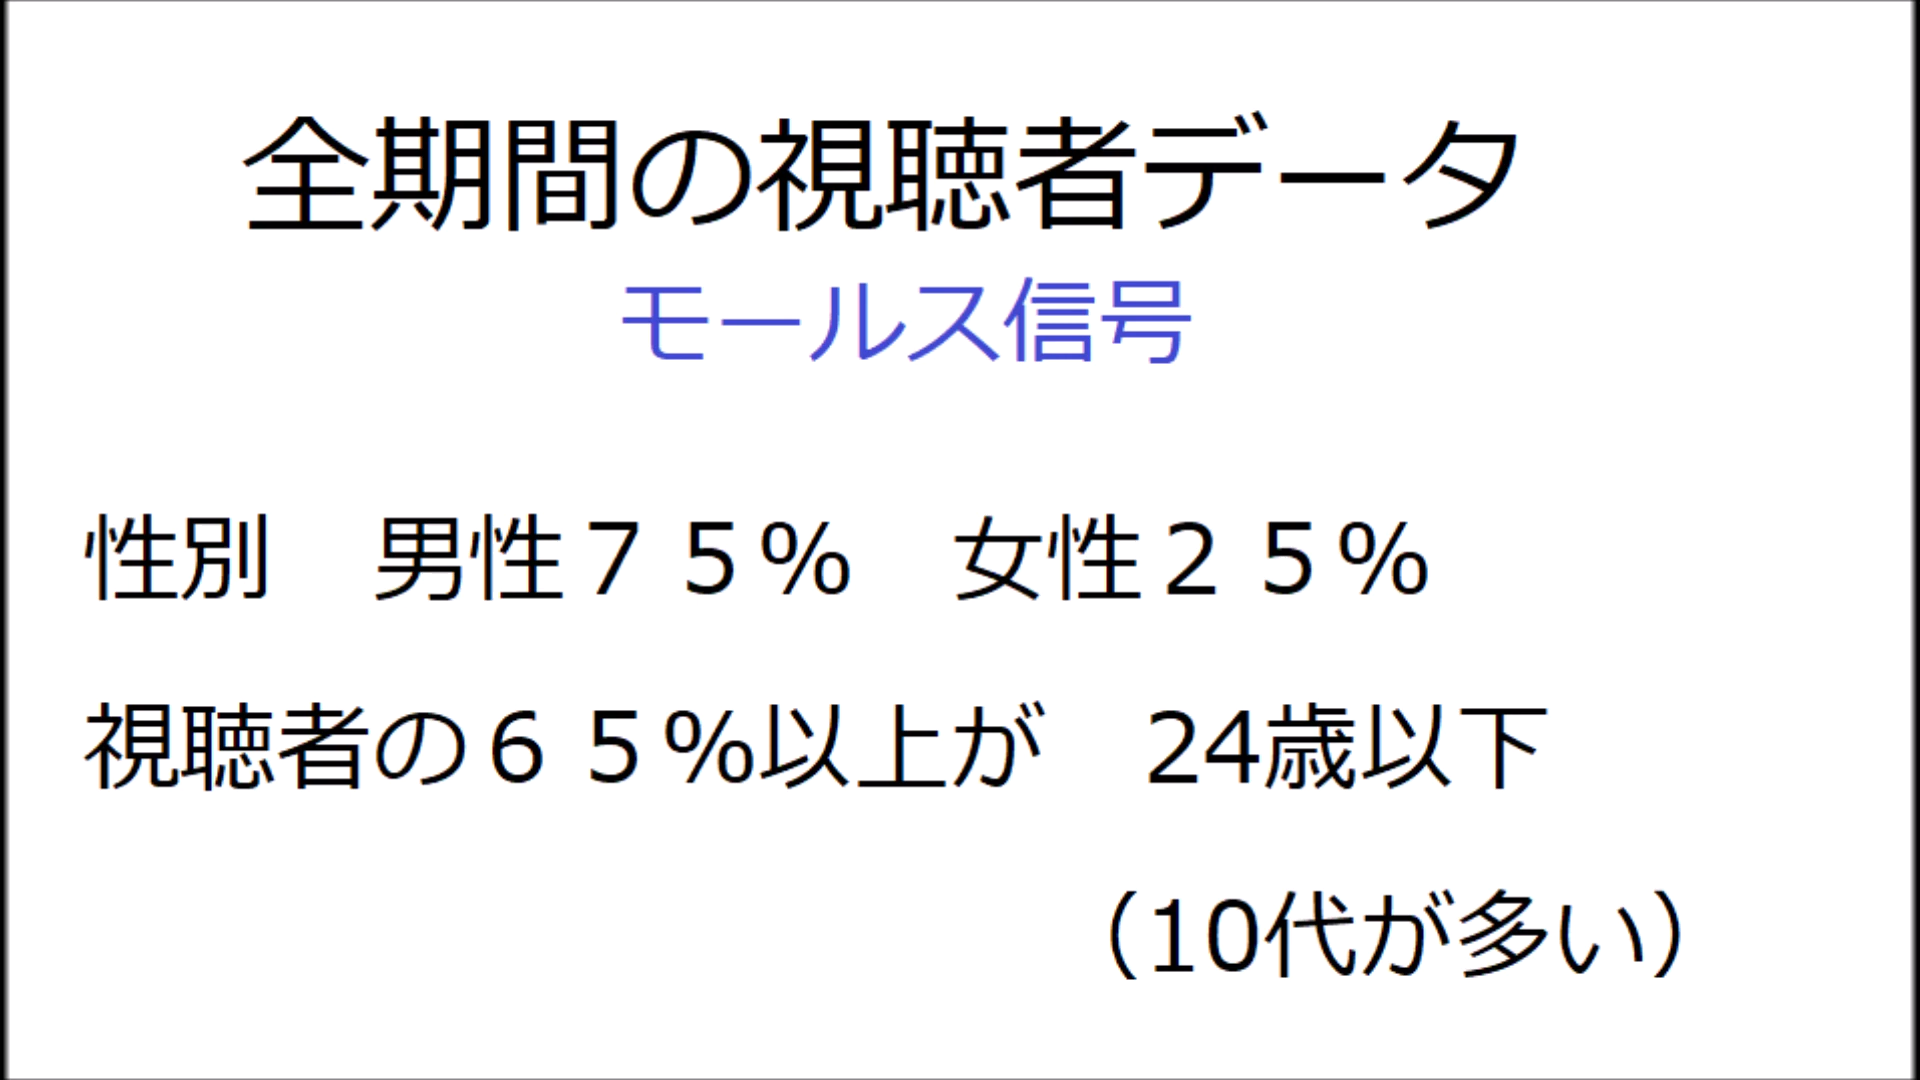 全期間の視聴者データ
モールス信号
性別　男性７５％　女性２５％
視聴者の６５％以上が　24歳以下
（10代が多い）